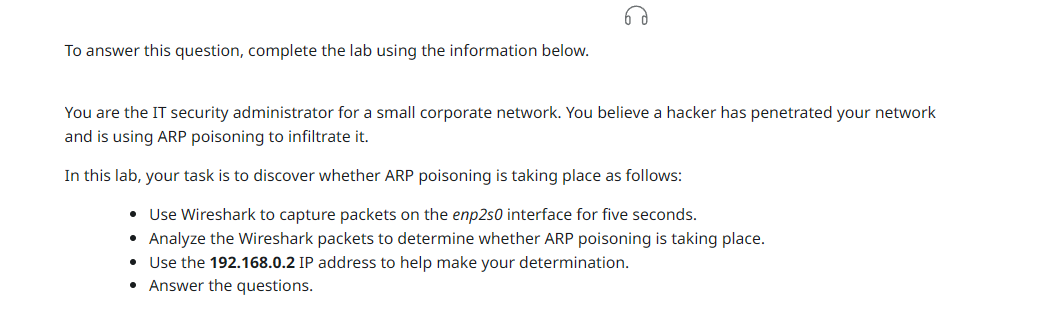 To answer this question, complete the lab using the information below.
You are the IT security administrator for a small corporate network. You believe a hacker has penetrated your network
and is using ARP poisoning to infiltrate it.
In this lab, your task is to discover whether ARP poisoning is taking place as follows:
• Use Wireshark to capture packets on the enp2s0 interface for five seconds.
• Analyze the Wireshark packets to determine whether ARP poisoning is taking place.
• Use the 192.168.0.2 IP address to help make your determination.
• Answer the questions.